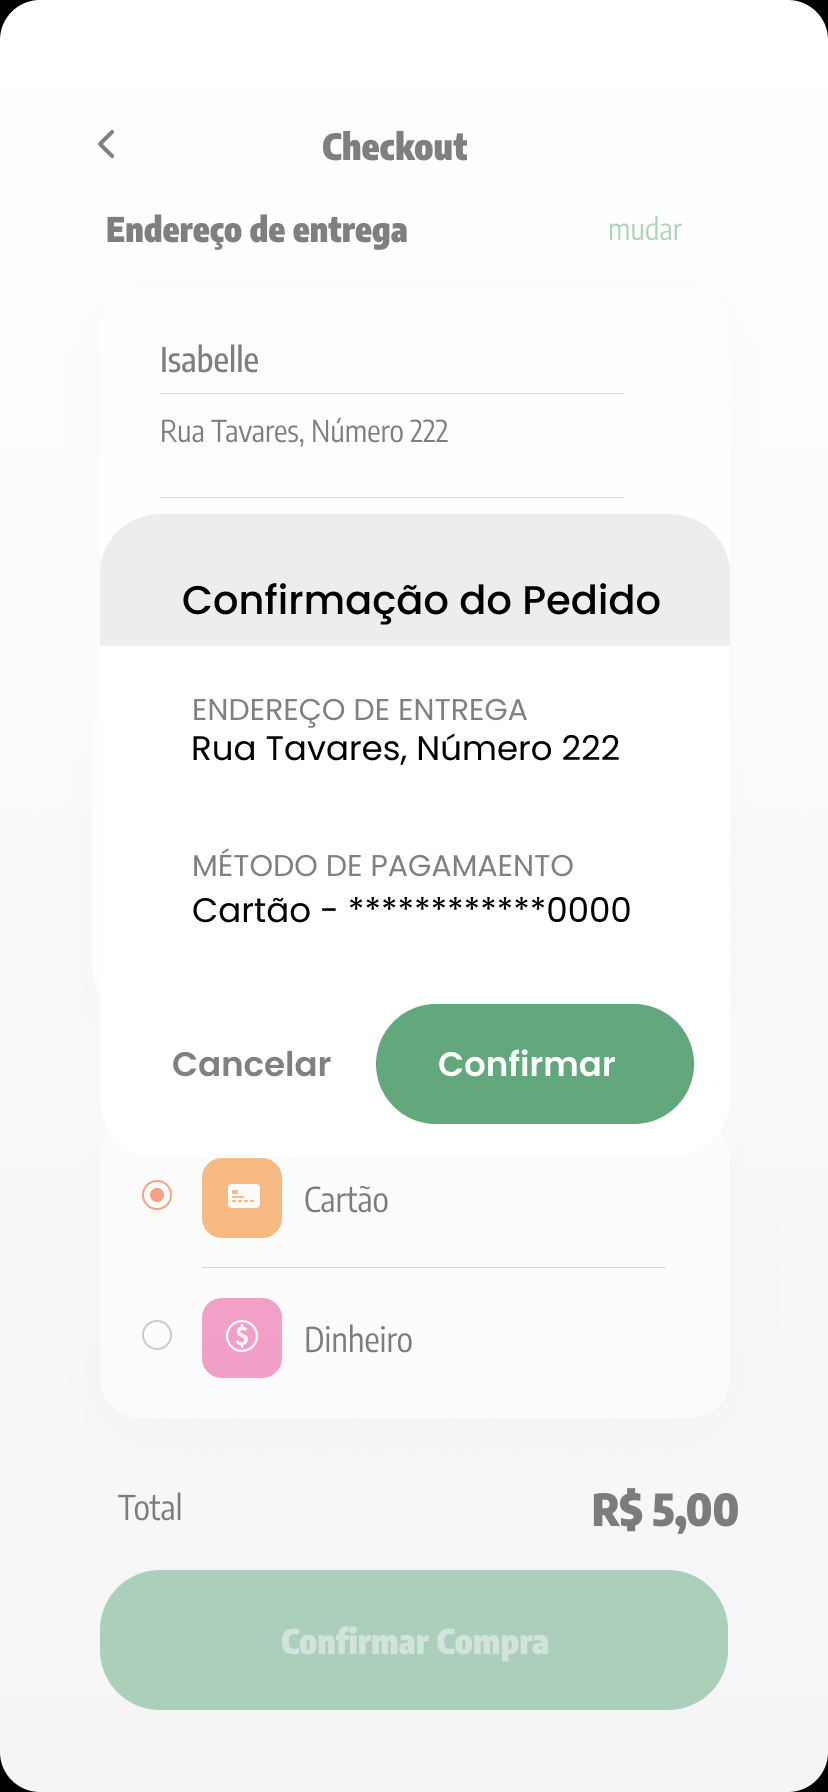 Checkout
Endereço de entrega mudar
Isabelle
Rua Tavares, Número 222
Confirmação do Pedido
ENDEREÇO DE ENTREGA
Rua Tavares, Número 222
MÉTODO DE PAGAMAENTO
Cartão - ************0000
Cancelar Confirmar
Cartão
$ Dinheiro
Total R$ 5,00
Confirmar Compra